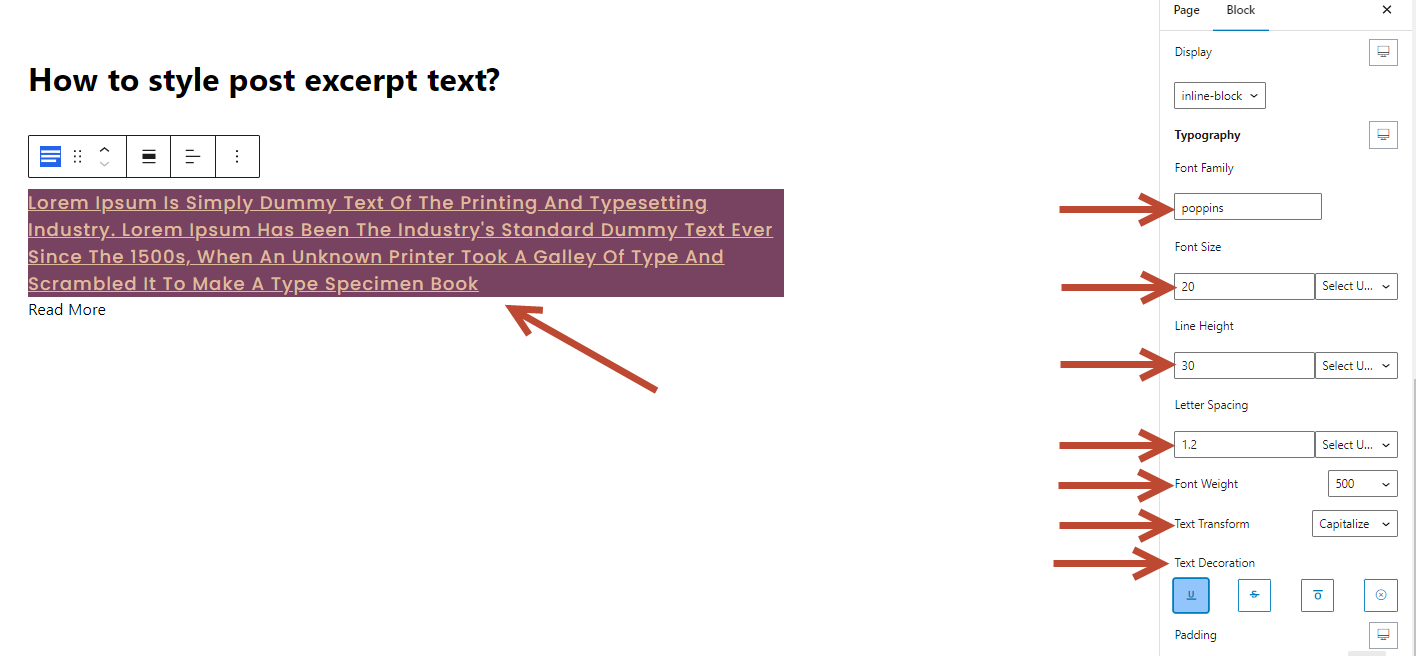 Page Block
How to style post excerpt text?
Lorem Ipsum Is Simply Dummy Text Of The Printing And Typesetting
Industry. Lorem Ipsum Has Been The Industry's Standard Dummy Text Ever
Since The 1500s, When An Unknown Printer Took A Galley Of Type And
Scrambled It To Make A Type Specimen Book
Read More
Display
inline-block
Typography
Font Family
poppins
Font Size
20 Select U...
Line Height
30 Select U...
Letter Spacing
1.2 Select U...
Font Weight 500
Text Transform Capitalize
Text Decoration
U S O
Padding